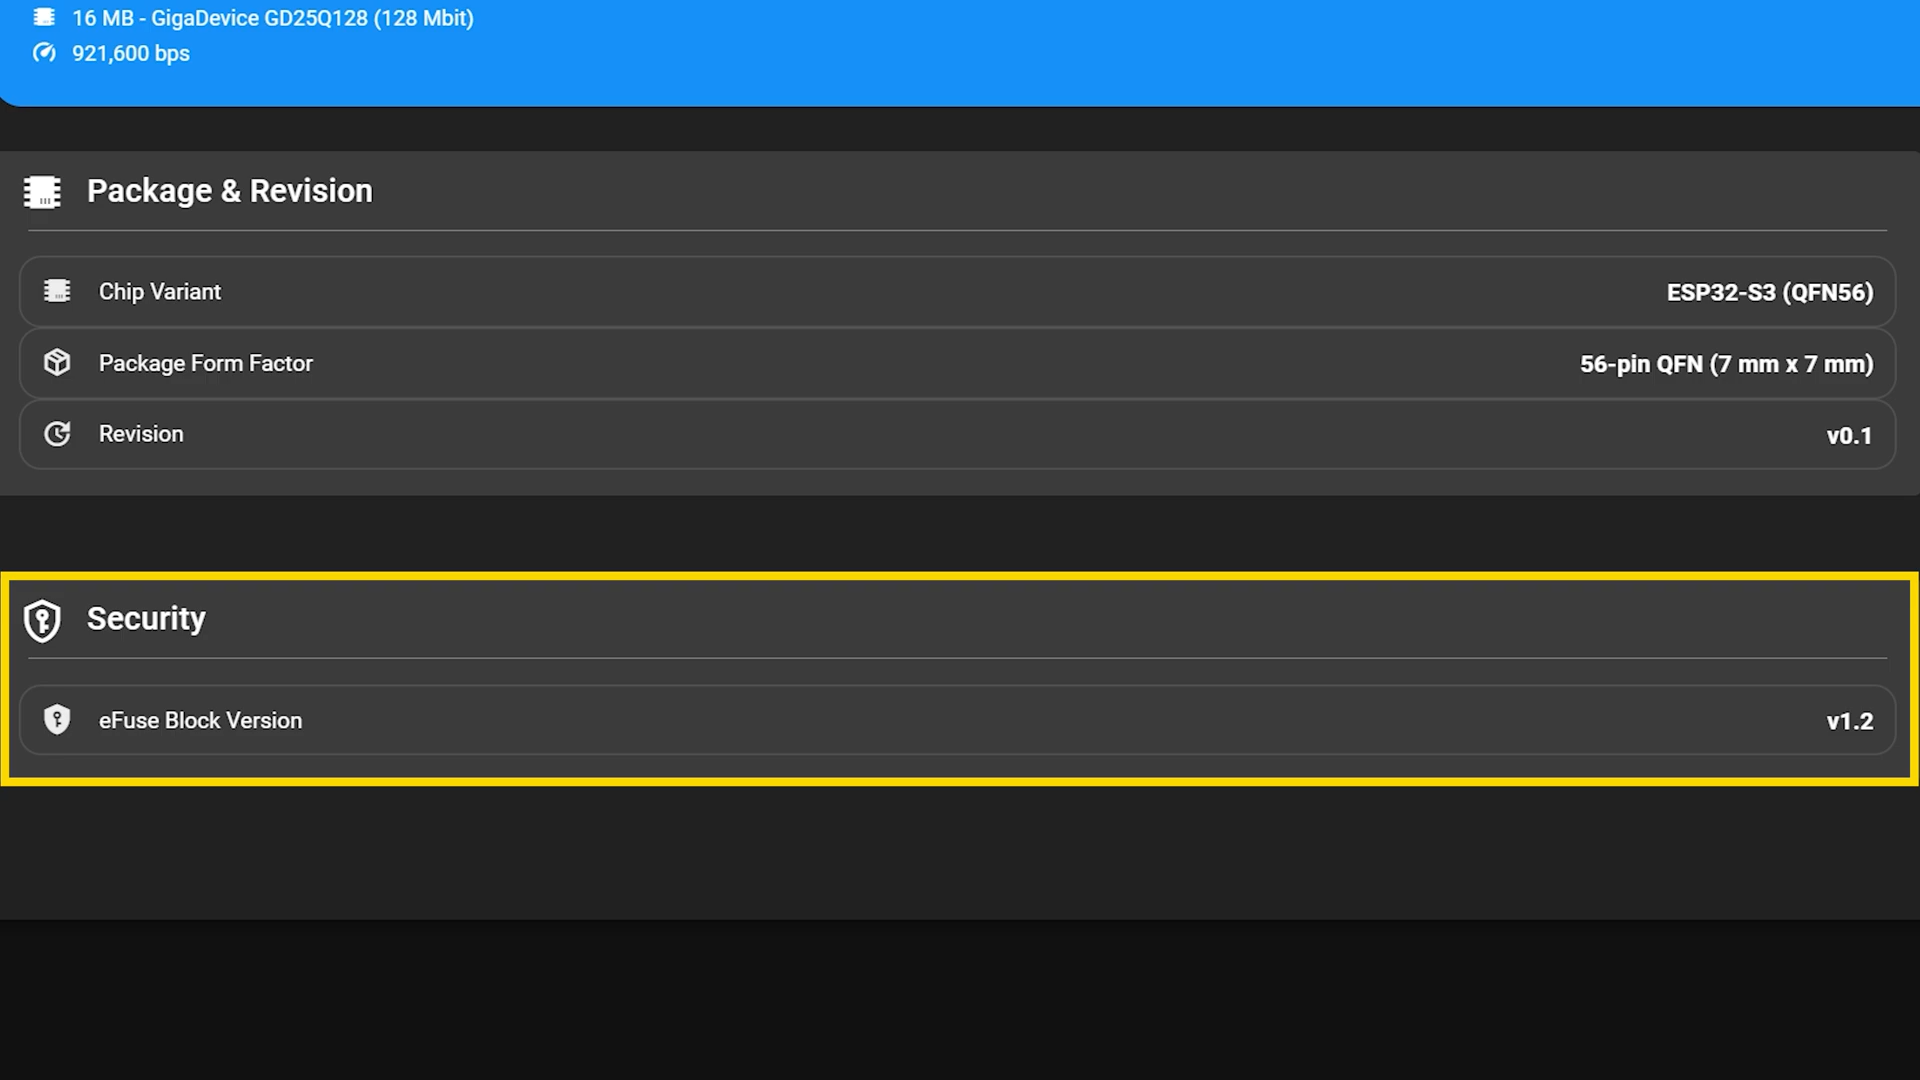 16 MB - GigaDevice GD25Q128 (128 Mbit)
921,600 bps
Package & Revision
Chip Variant ESP32-S3 (QFN56)
Package Form Factor 56-pin QFN (7 mm x 7 mm)
Revision v0.1
Security
eFuse Block Version v1.2